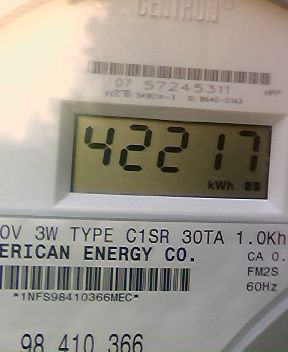 CENTRON
07 57245311
HPP
42217
kWh
0V 3W TYPE C1SR 30TA 1.0Kh
ERICAN ENERGY CO.
CA 0.
FM2S
60Hz
*1NFS98410366MEC*
98 410 366